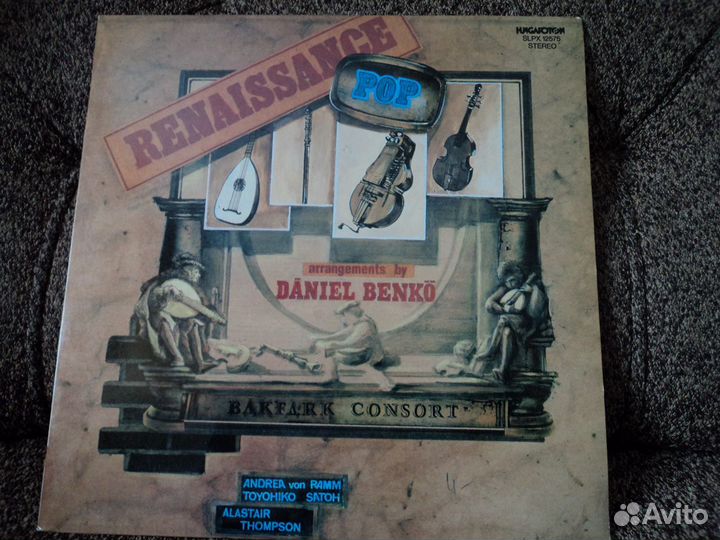 HUNGAROTON
SLPX 12575
STEREO
RENAISSANCE
POP
arrangements by
DÁNIEL BENKŐ
BAKFARK CONSORT
ANDREA von RAMM
TOYOHIKO SATOH
ALASTAIR
THOMPSON
Avito